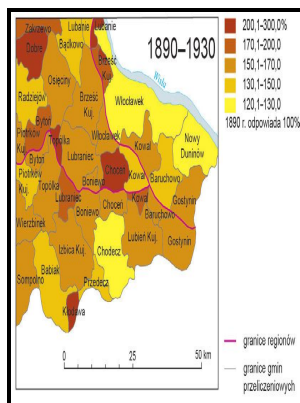 1890–1930
200,1-300,0%
170,1-200,0
150,1-170,0
130,1-150,0
120,1-130,0
1890 r. odpowiada 100%
Zakrzewo
Lubanie
Lubanie
Dobre
Bądkowo
Brześć
Kuj.
Wisła
Osięciny
Radziejów
Brześć
Kuj.
Włocławek
Bytoń
Piotrków
Kuj.
Topólka
Włocławek
Kowal
Nowy
Duninów
Bytoń
Lubraniec
Choceń
Piotrków
Kuj.
Topólka
Boniewo
Kowal
Baruchowo
Lubraniec
Choceń
Kowal
Gostynin
Boniewo
Baruchowo
Wierzbinek
Izbica Kuj.
Chodecz
Lubień Kuj.
Gostynin
Babiak
Sompolno
Przedecz
Kłodawa
0 25 50 km
granice regionów
granice gmin
przeliczeniowych